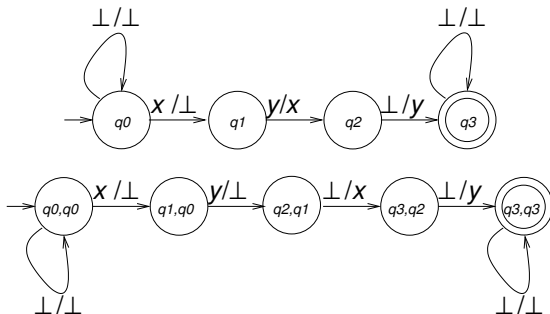 ⊥/⊥ ⊥/⊥
x /⊥ y/x ⊥/y
q0 q1 q2 q3
x /⊥ y/⊥ ⊥/x ⊥/y
q0,q0 q1,q0 q2,q1 q3,q2 q3,q3
⊥/⊥ ⊥/⊥